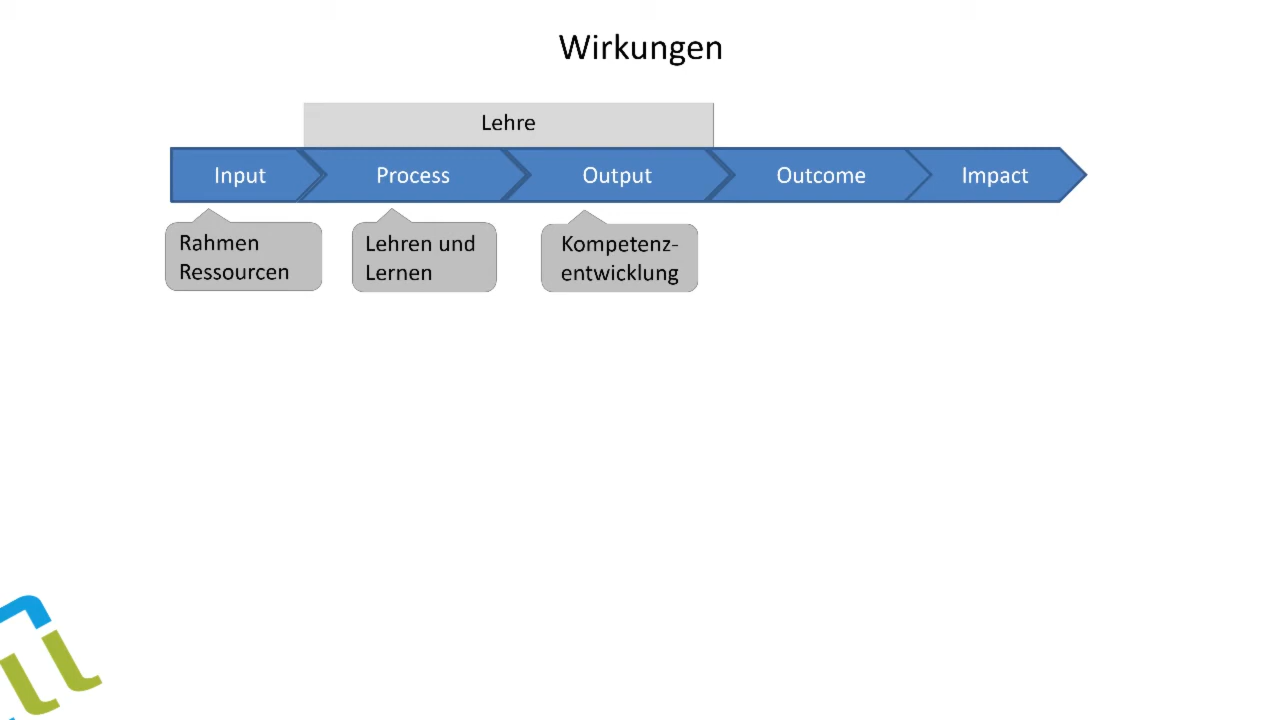 Wirkungen
Lehre
Input
Process
Output
Outcome
Impact
Rahmen
Ressourcen
Lehren und
Lernen
Kompetenz-
entwicklung